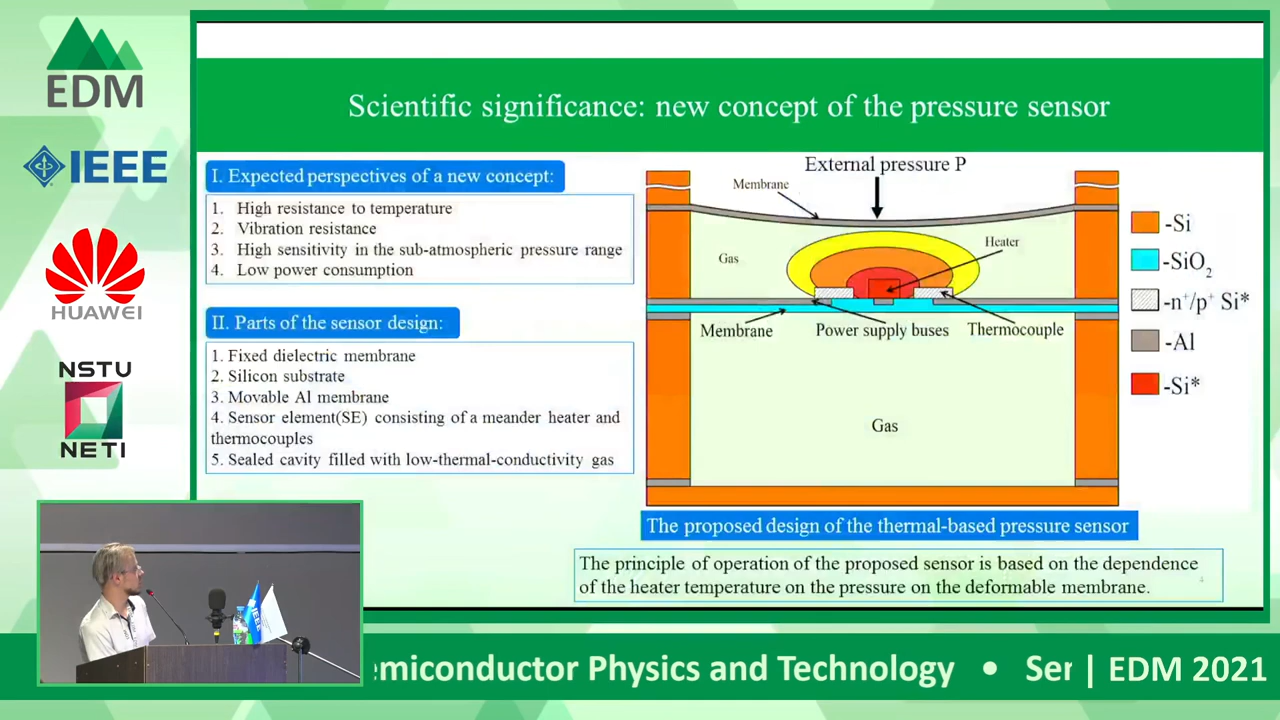 EDM
IEEE
HUAWEI
NSTU
NETI
Scientific significance: new concept of the pressure sensor
I. Expected perspectives of a new concept:
1. High resistance to temperature
2. Vibration resistance
3. High sensitivity in the sub-atmospheric pressure range
4. Low power consumption
II. Parts of the sensor design:
1. Fixed dielectric membrane
2. Silicon substrate
3. Movable Al membrane
4. Sensor element(SE) consisting of a meander heater and
thermocouples
5. Sealed cavity filled with low-thermal-conductivity gas
External pressure P
Membrane
Heater
Gas
Membrane
Power supply buses
Thermocouple
Gas
-Si
-SiO₂
-n⁺/p⁺ Si*
-Al
-Si*
The proposed design of the thermal-based pressure sensor
The principle of operation of the proposed sensor is based on the dependence
of the heater temperature on the pressure on the deformable membrane.
4
IEEE
emiconductor Physics and Technology • Ser | EDM 2021